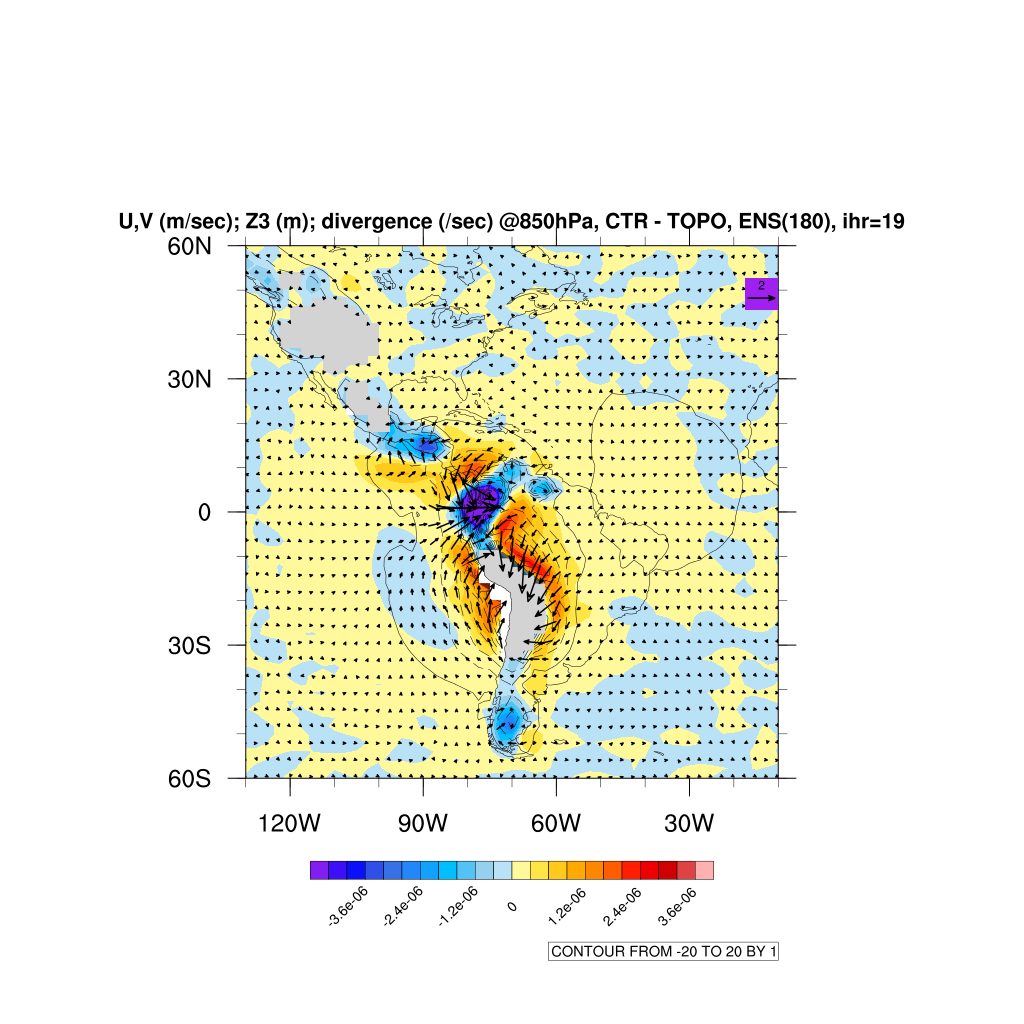 U,V (m/sec); Z3 (m); divergence (/sec) @850hPa, CTR - TOPO, ENS(180), ihr=19
60N
2
30N
0
30S
60S
120W 90W 60W 30W
-3.6e-06 -2.4e-06 -1.2e-06 0 1.2e-06 2.4e-06 3.6e-06
CONTOUR FROM -20 TO 20 BY 1